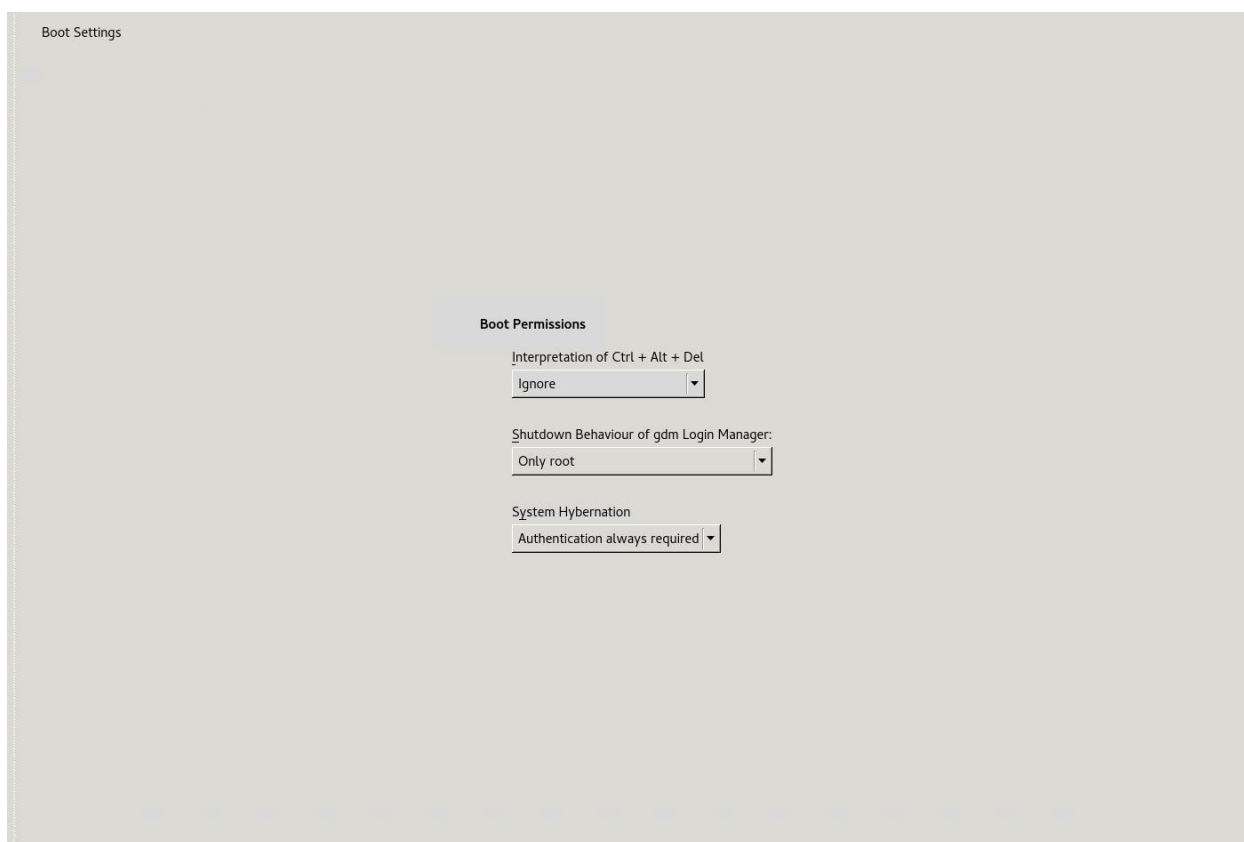 Boot Settings
Boot Permissions
Interpretation of Ctrl + Alt + Del
Ignore
Shutdown Behaviour of gdm Login Manager:
Only root
System Hybernation
Authentication always required